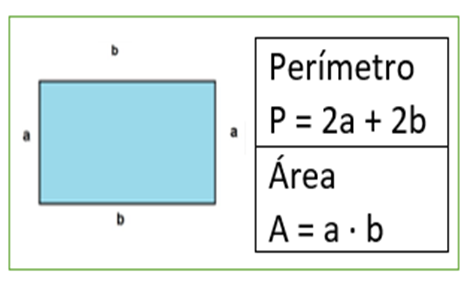 b
a
a
b
Perímetro
P = 2a + 2b
Área
A = a · b